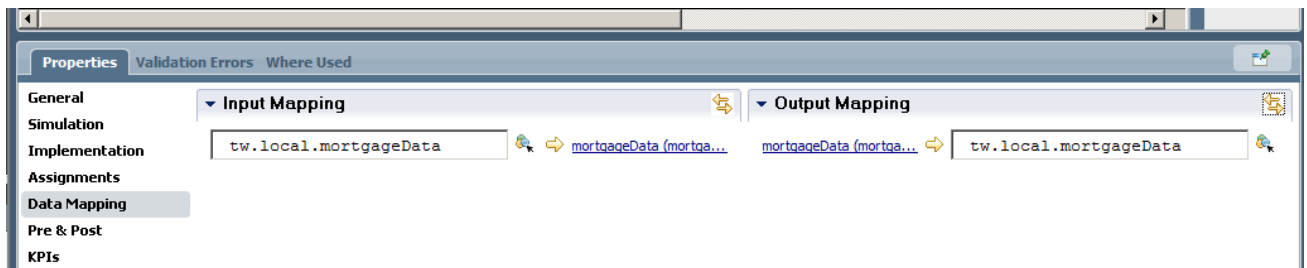 Properties Validation Errors Where Used
General
Simulation
Implementation
Assignments
Data Mapping
Pre & Post
KPIs
Input Mapping
tw.local.mortgageData mortgageData (mortga...
Output Mapping
mortgageData (mortga... tw.local.mortgageData